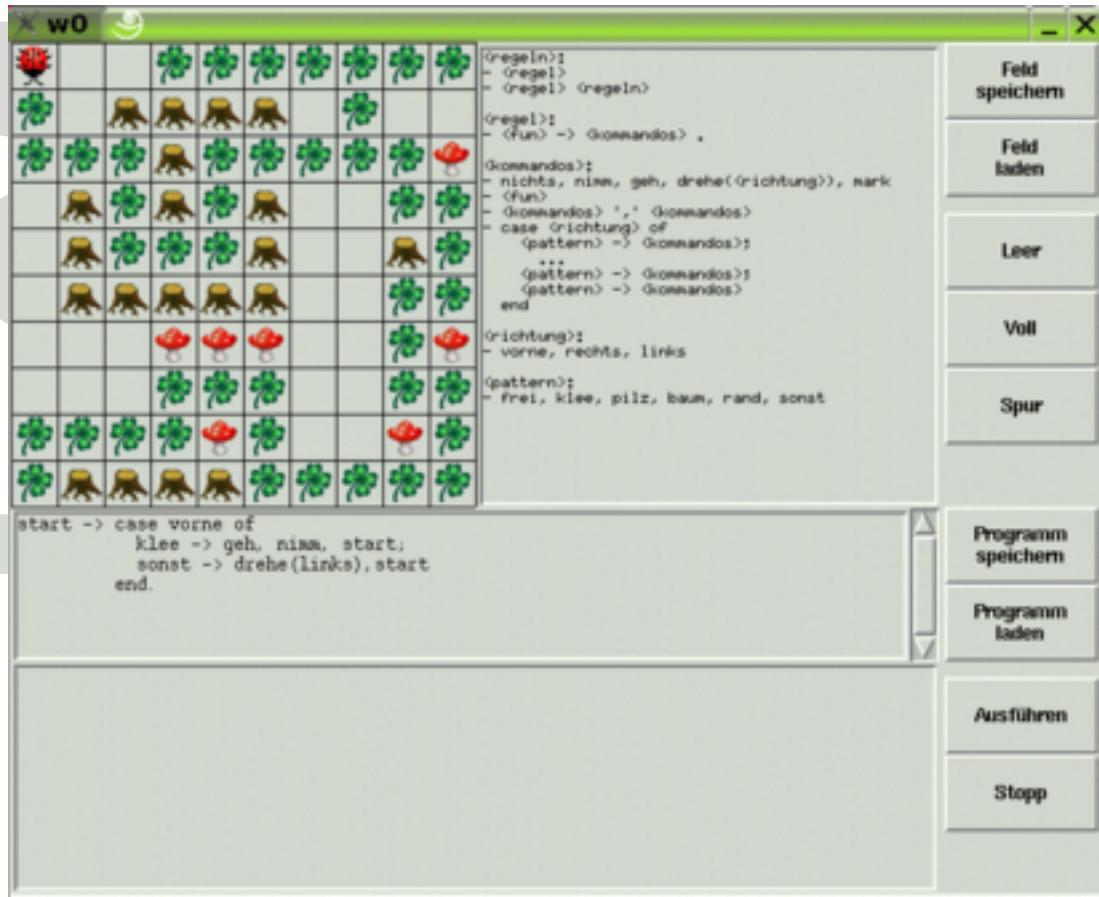 w0
<regeln>:
- <regel>
- <regel> <regeln>
<regel>:
- <fun> -> <kommandos> .
<kommandos>:
- nichts, nimm, geh, drehe(<richtung>), mark
- <fun>
- <kommandos> ',' <kommandos>
- case <richtung> of
<pattern> -> <kommandos>;
...
<pattern> -> <kommandos>;
<pattern> -> <kommandos>
end
<richtung>:
- vorne, rechts, links
<pattern>:
- frei, klee, pilz, baum, rand, sonst
Feld
speichern
Feld
laden
Leer
Voll
Spur
start -> case vorne of
klee -> geh, nimm, start;
sonst -> drehe(links),start
end.
Programm
speichern
Programm
laden
Ausführen
Stopp